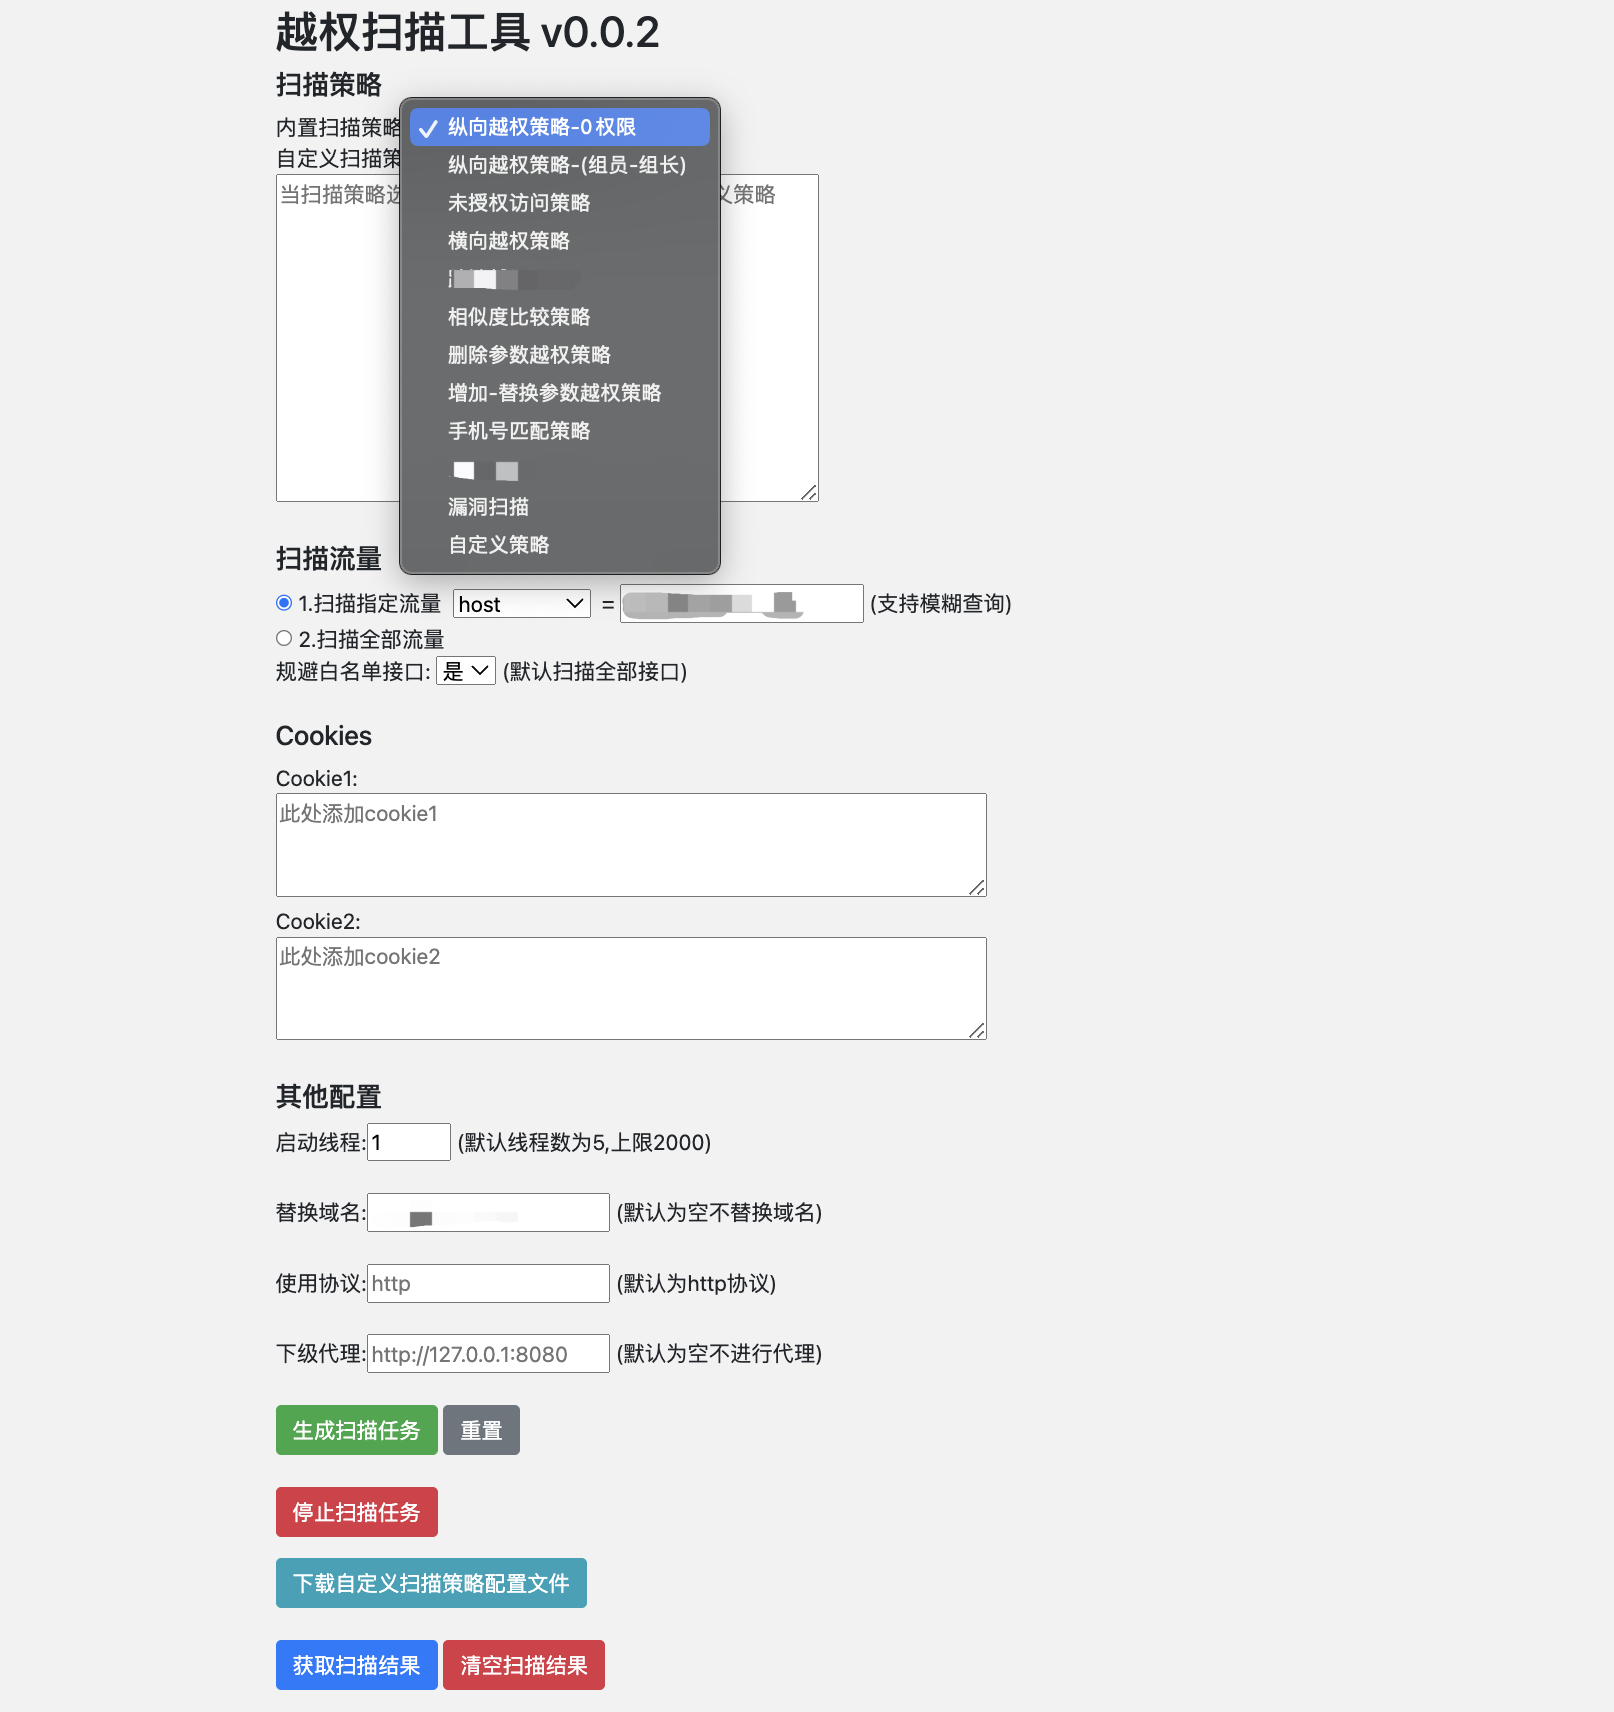 越权扫描工具 v0.0.2
扫描策略
内置扫描策略
自定义扫描策
当扫描策略选
义策略
纵向越权策略-0权限
纵向越权策略-(组员-组长)
未授权访问策略
横向越权策略
相似度比较策略
删除参数越权策略
增加-替换参数越权策略
手机号匹配策略
漏洞扫描
自定义策略
扫描流量
1.扫描指定流量 host = (支持模糊查询)
2.扫描全部流量
规避白名单接口: 是 (默认扫描全部接口)
Cookies
Cookie1:
此处添加cookie1
Cookie2:
此处添加cookie2
其他配置
启动线程: 1 (默认线程数为5,上限2000)
替换域名: (默认为空不替换域名)
使用协议: http (默认为http协议)
下级代理: http://127.0.0.1:8080 (默认为空不进行代理)
生成扫描任务 重置
停止扫描任务
下载自定义扫描策略配置文件
获取扫描结果 清空扫描结果